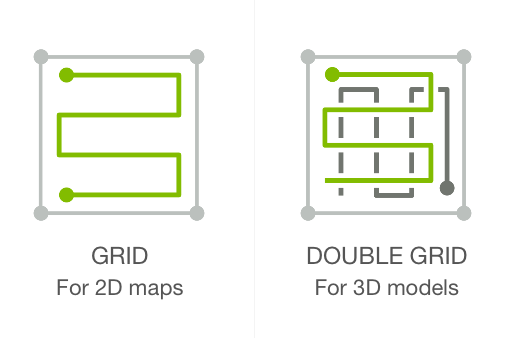 GRID
For 2D maps
DOUBLE GRID
For 3D models